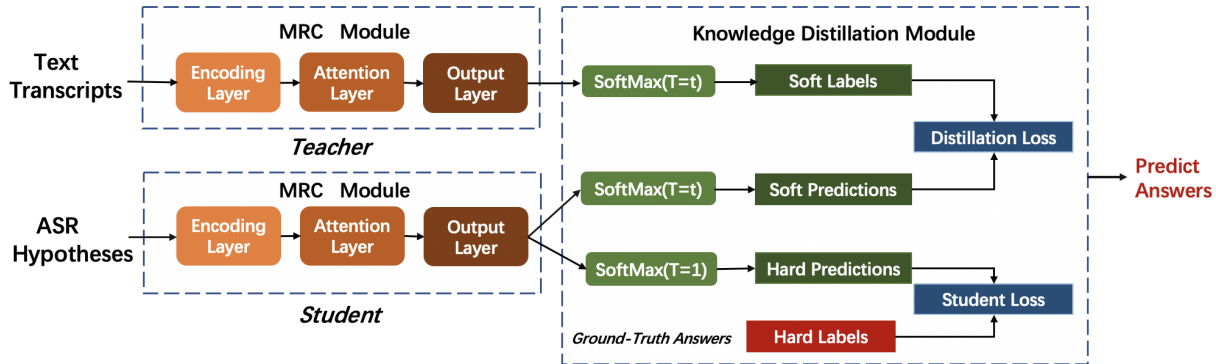 MRC Module
Text
Transcripts
Encoding
Layer
Attention
Layer
Output
Layer
Teacher
MRC Module
ASR
Hypotheses
Encoding
Layer
Attention
Layer
Output
Layer
Student
Knowledge Distillation Module
SoftMax(T=t)
Soft Labels
Distillation Loss
SoftMax(T=t)
Soft Predictions
SoftMax(T=1)
Hard Predictions
Student Loss
Ground-Truth Answers
Hard Labels
Predict
Answers